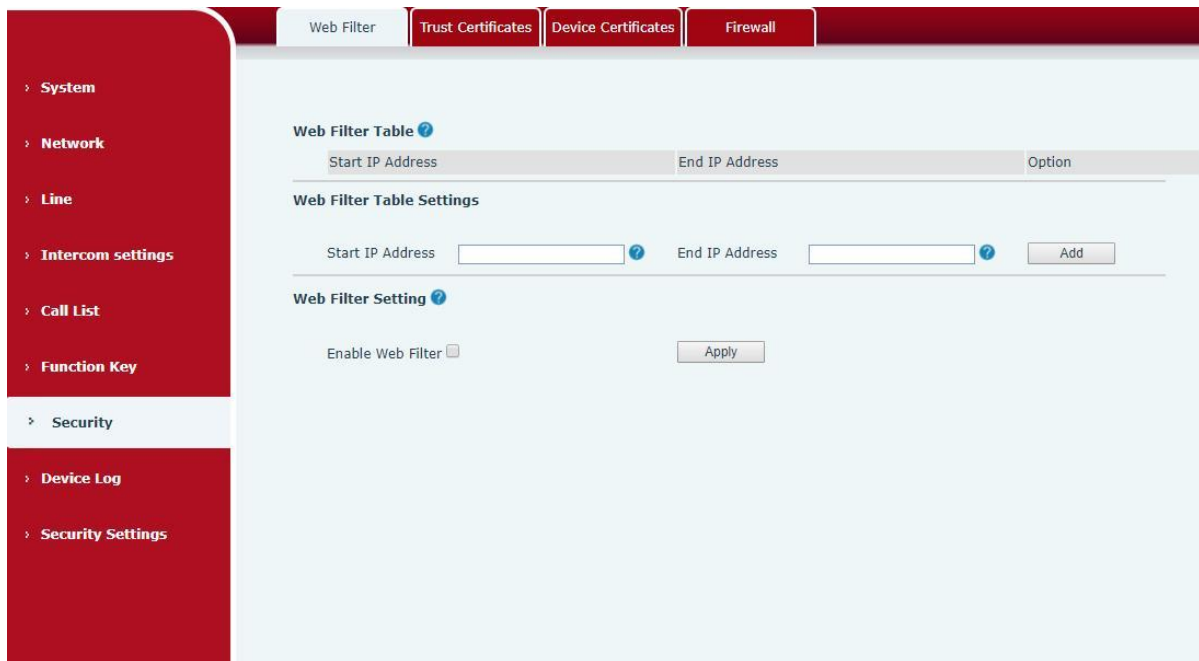 Web Filter
Trust Certificates
Device Certificates
Firewall
› System
› Network
› Line
› Intercom settings
› Call List
› Function Key
› Security
› Device Log
› Security Settings
Web Filter Table ?
Start IP Address End IP Address Option
Web Filter Table Settings
Start IP Address ? End IP Address ? Add
Web Filter Setting ?
Enable Web Filter Apply